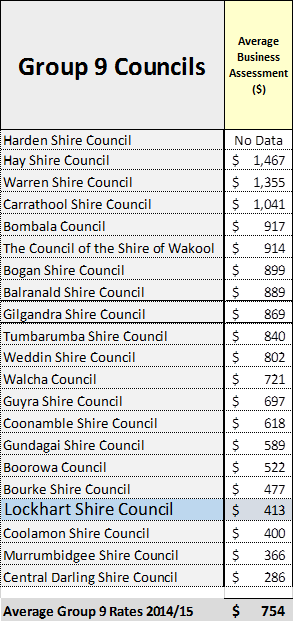 Group 9 Councils
Average
Business
Assessment
($)
Harden Shire Council No Data
Hay Shire Council $ 1,467
Warren Shire Council $ 1,355
Carrathool Shire Council $ 1,041
Bombala Council $ 917
The Council of the Shire of Wakool $ 914
Bogan Shire Council $ 899
Balranald Shire Council $ 889
Gilgandra Shire Council $ 869
Tumbarumba Shire Council $ 840
Weddin Shire Council $ 802
Walcha Council $ 721
Guyra Shire Council $ 697
Coonamble Shire Council $ 618
Gundagai Shire Council $ 589
Boorowa Council $ 522
Bourke Shire Council $ 477
Lockhart Shire Council $ 413
Coolamon Shire Council $ 400
Murrumbidgee Shire Council $ 366
Central Darling Shire Council $ 286
Average Group 9 Rates 2014/15 $ 754